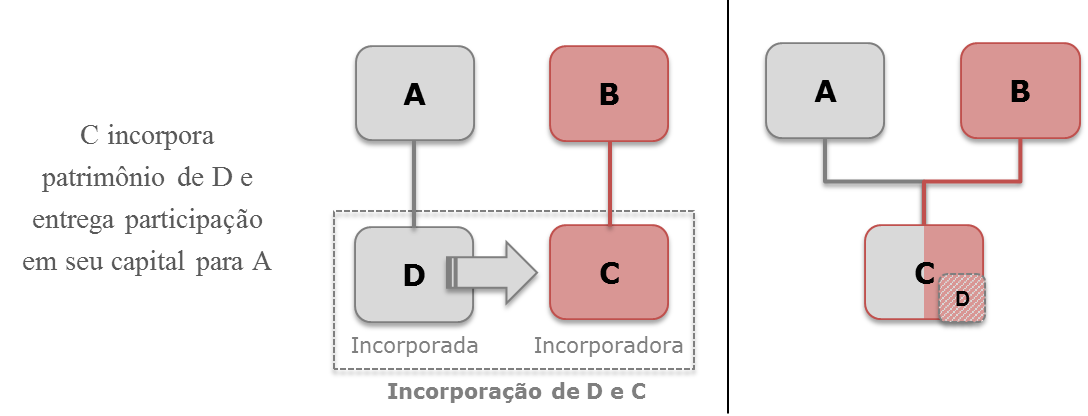 C incorpora
patrimônio de D e
entrega participação
em seu capital para A
A
B
D
C
Incorporada
Incorporadora
Incorporação de D e C
A
B
C
D